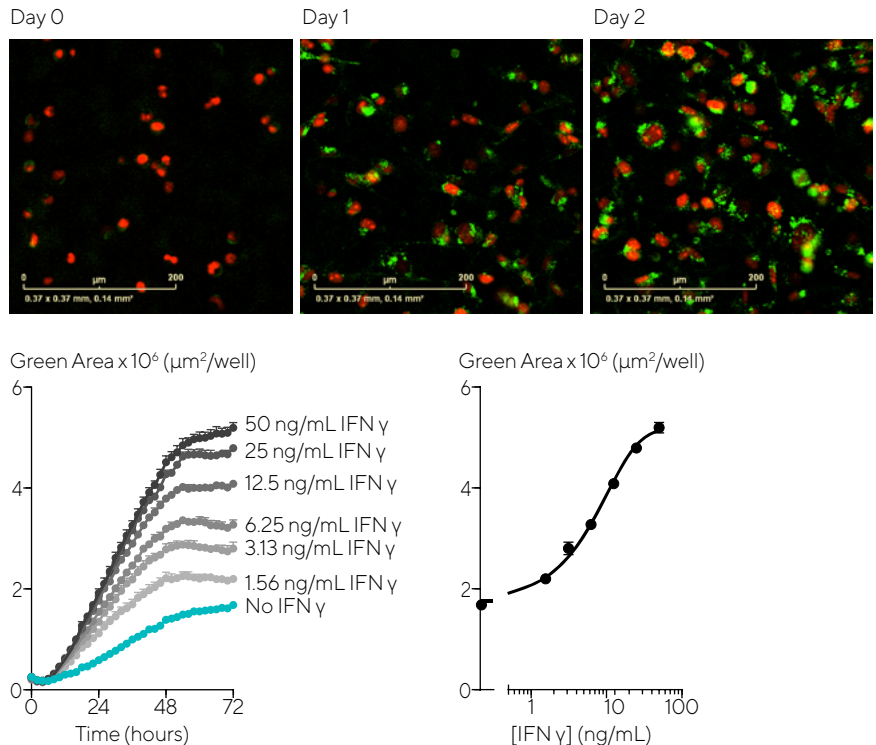 Day 0
Day 1
Day 2
µm
0
200
0.37 x 0.37 mm, 0.14 mm²
µm
0
200
0.37 x 0.37 mm, 0.14 mm²
µm
0
200
0.37 x 0.37 mm, 0.14 mm²
Green Area x 10⁶ (µm²/well)
6
4
2
0
0
24
48
72
Time (hours)
50 ng/mL IFN γ
25 ng/mL IFN γ
12.5 ng/mL IFN γ
6.25 ng/mL IFN γ
3.13 ng/mL IFN γ
1.56 ng/mL IFN γ
No IFN γ
Green Area x 10⁶ (µm²/well)
6
4
2
0
1
10
100
[IFN γ] (ng/mL)